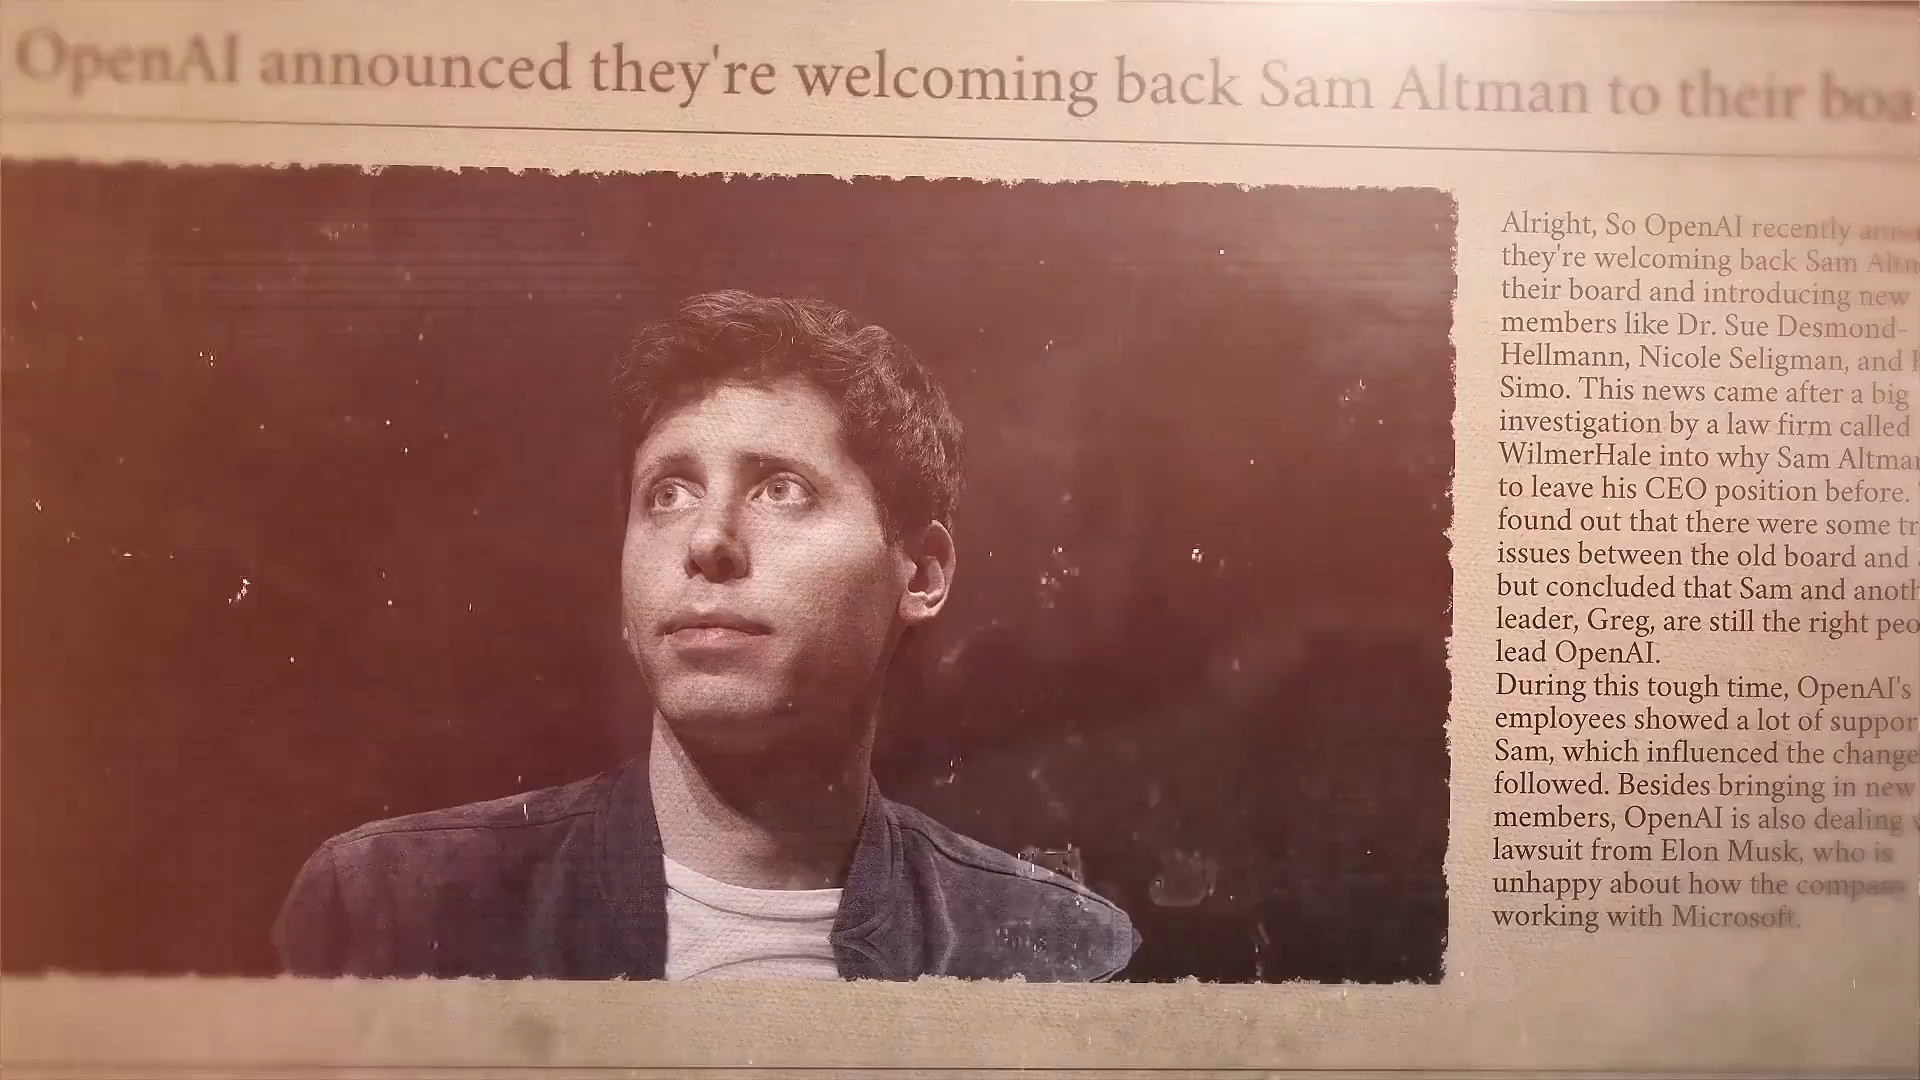 OpenAI announced they're welcoming back Sam Altman to their
Alright, So OpenAI recently
they're welcoming back Sam
their board and introducing new
members like Dr. Sue Desmond-
Hellmann, Nicole Seligman, and
Simo. This news came after a big
investigation by a law firm called
WilmerHale into why Sam
to leave his CEO position before.
found out that there were some
issues between the old board and
but concluded that Sam and
leader, Greg, are still the right
lead OpenAI.
During this tough time, OpenAI's
employees showed a lot of
Sam, which influenced the
followed. Besides bringing in new
members, OpenAI is also dealing
lawsuit from Elon Musk, who is
unhappy about how the
working with Microsoft.